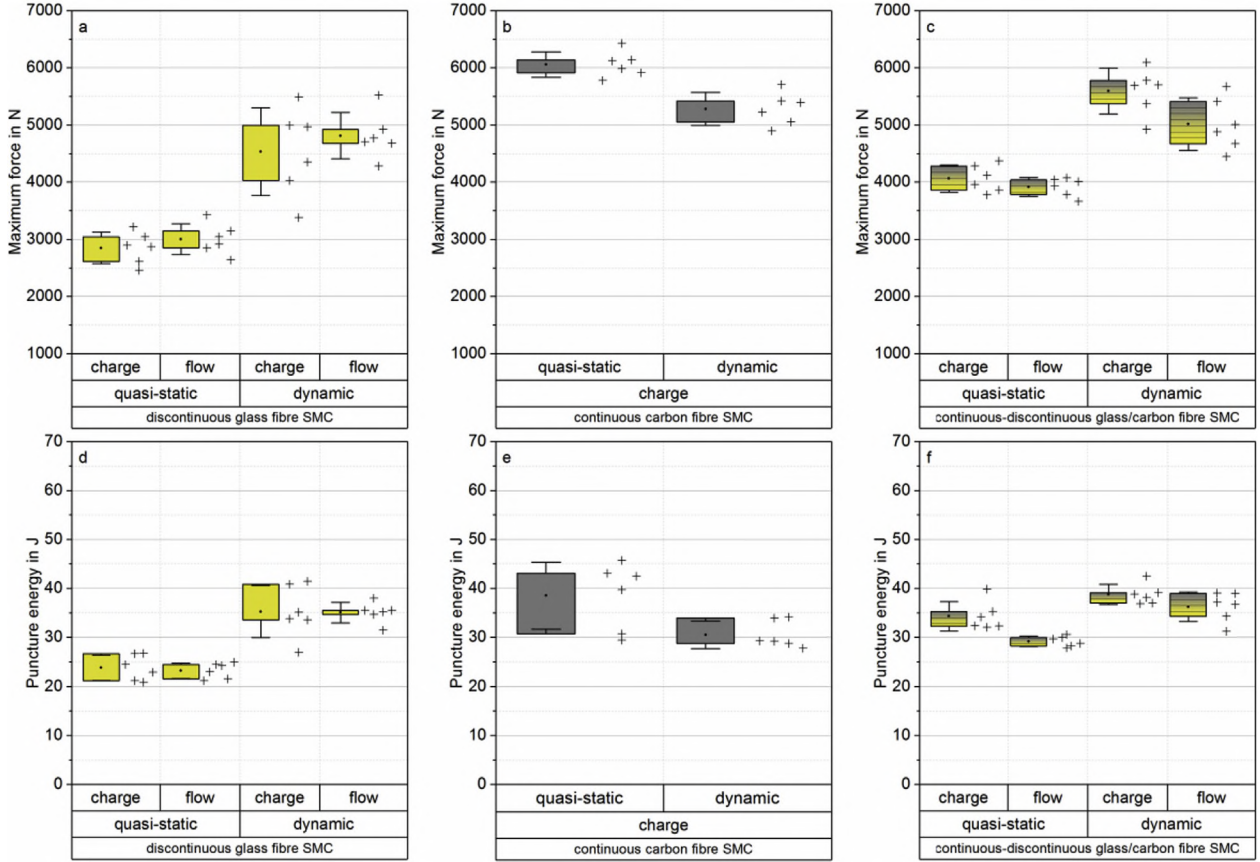 a
7000
6000
5000
4000
3000
2000
1000
Maximum force in N
charge flow charge flow
quasi-static dynamic
discontinuous glass fibre SMC
b
7000
6000
5000
4000
3000
2000
1000
Maximum force in N
quasi-static dynamic
charge
continuous carbon fibre SMC
c
7000
6000
5000
4000
3000
2000
1000
Maximum force in N
charge flow charge flow
quasi-static dynamic
continuous-discontinuous glass/carbon fibre SMC
d
70
60
50
40
30
20
10
0
Puncture energy in J
charge flow charge flow
quasi-static dynamic
discontinuous glass fibre SMC
e
70
60
50
40
30
20
10
0
Puncture energy in J
quasi-static dynamic
charge
continuous carbon fibre SMC
f
70
60
50
40
30
20
10
0
Puncture energy in J
charge flow charge flow
quasi-static dynamic
continuous-discontinuous glass/carbon fibre SMC